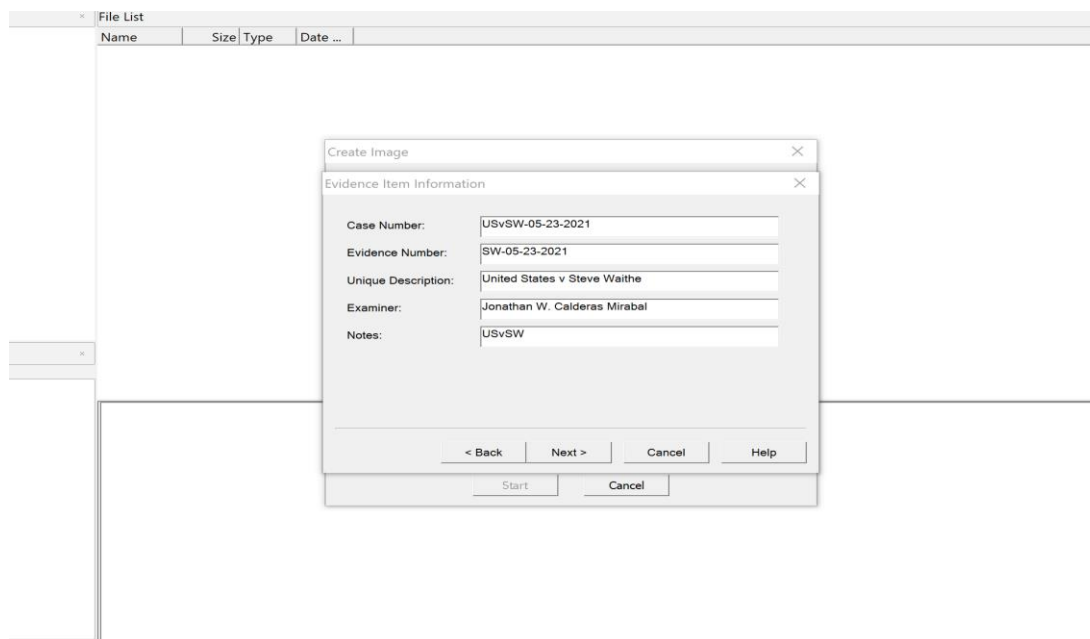 File List
Name Size Type Date ...
Create Image
Evidence Item Information
Case Number: USvSW-05-23-2021
Evidence Number: SW-05-23-2021
Unique Description: United States v Steve Waithe
Examiner: Jonathan W. Calderas Mirabal
Notes: USvSW
< Back Next > Cancel Help
Start Cancel